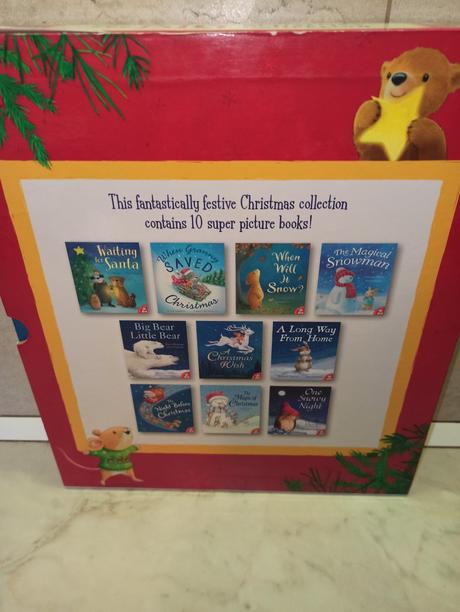 This fantastically festive Christmas collection
contains 10 super picture books!
Waiting
for Santa
When Granny
SAVED
Christmas
When
Will It
Snow?
The Magical
Snowman
Big Bear
Little Bear
A
Christmas
Wish
A Long Way
From Home
The
Night Before
Christmas
The
Magic of
Christmas
One
Snowy
Night